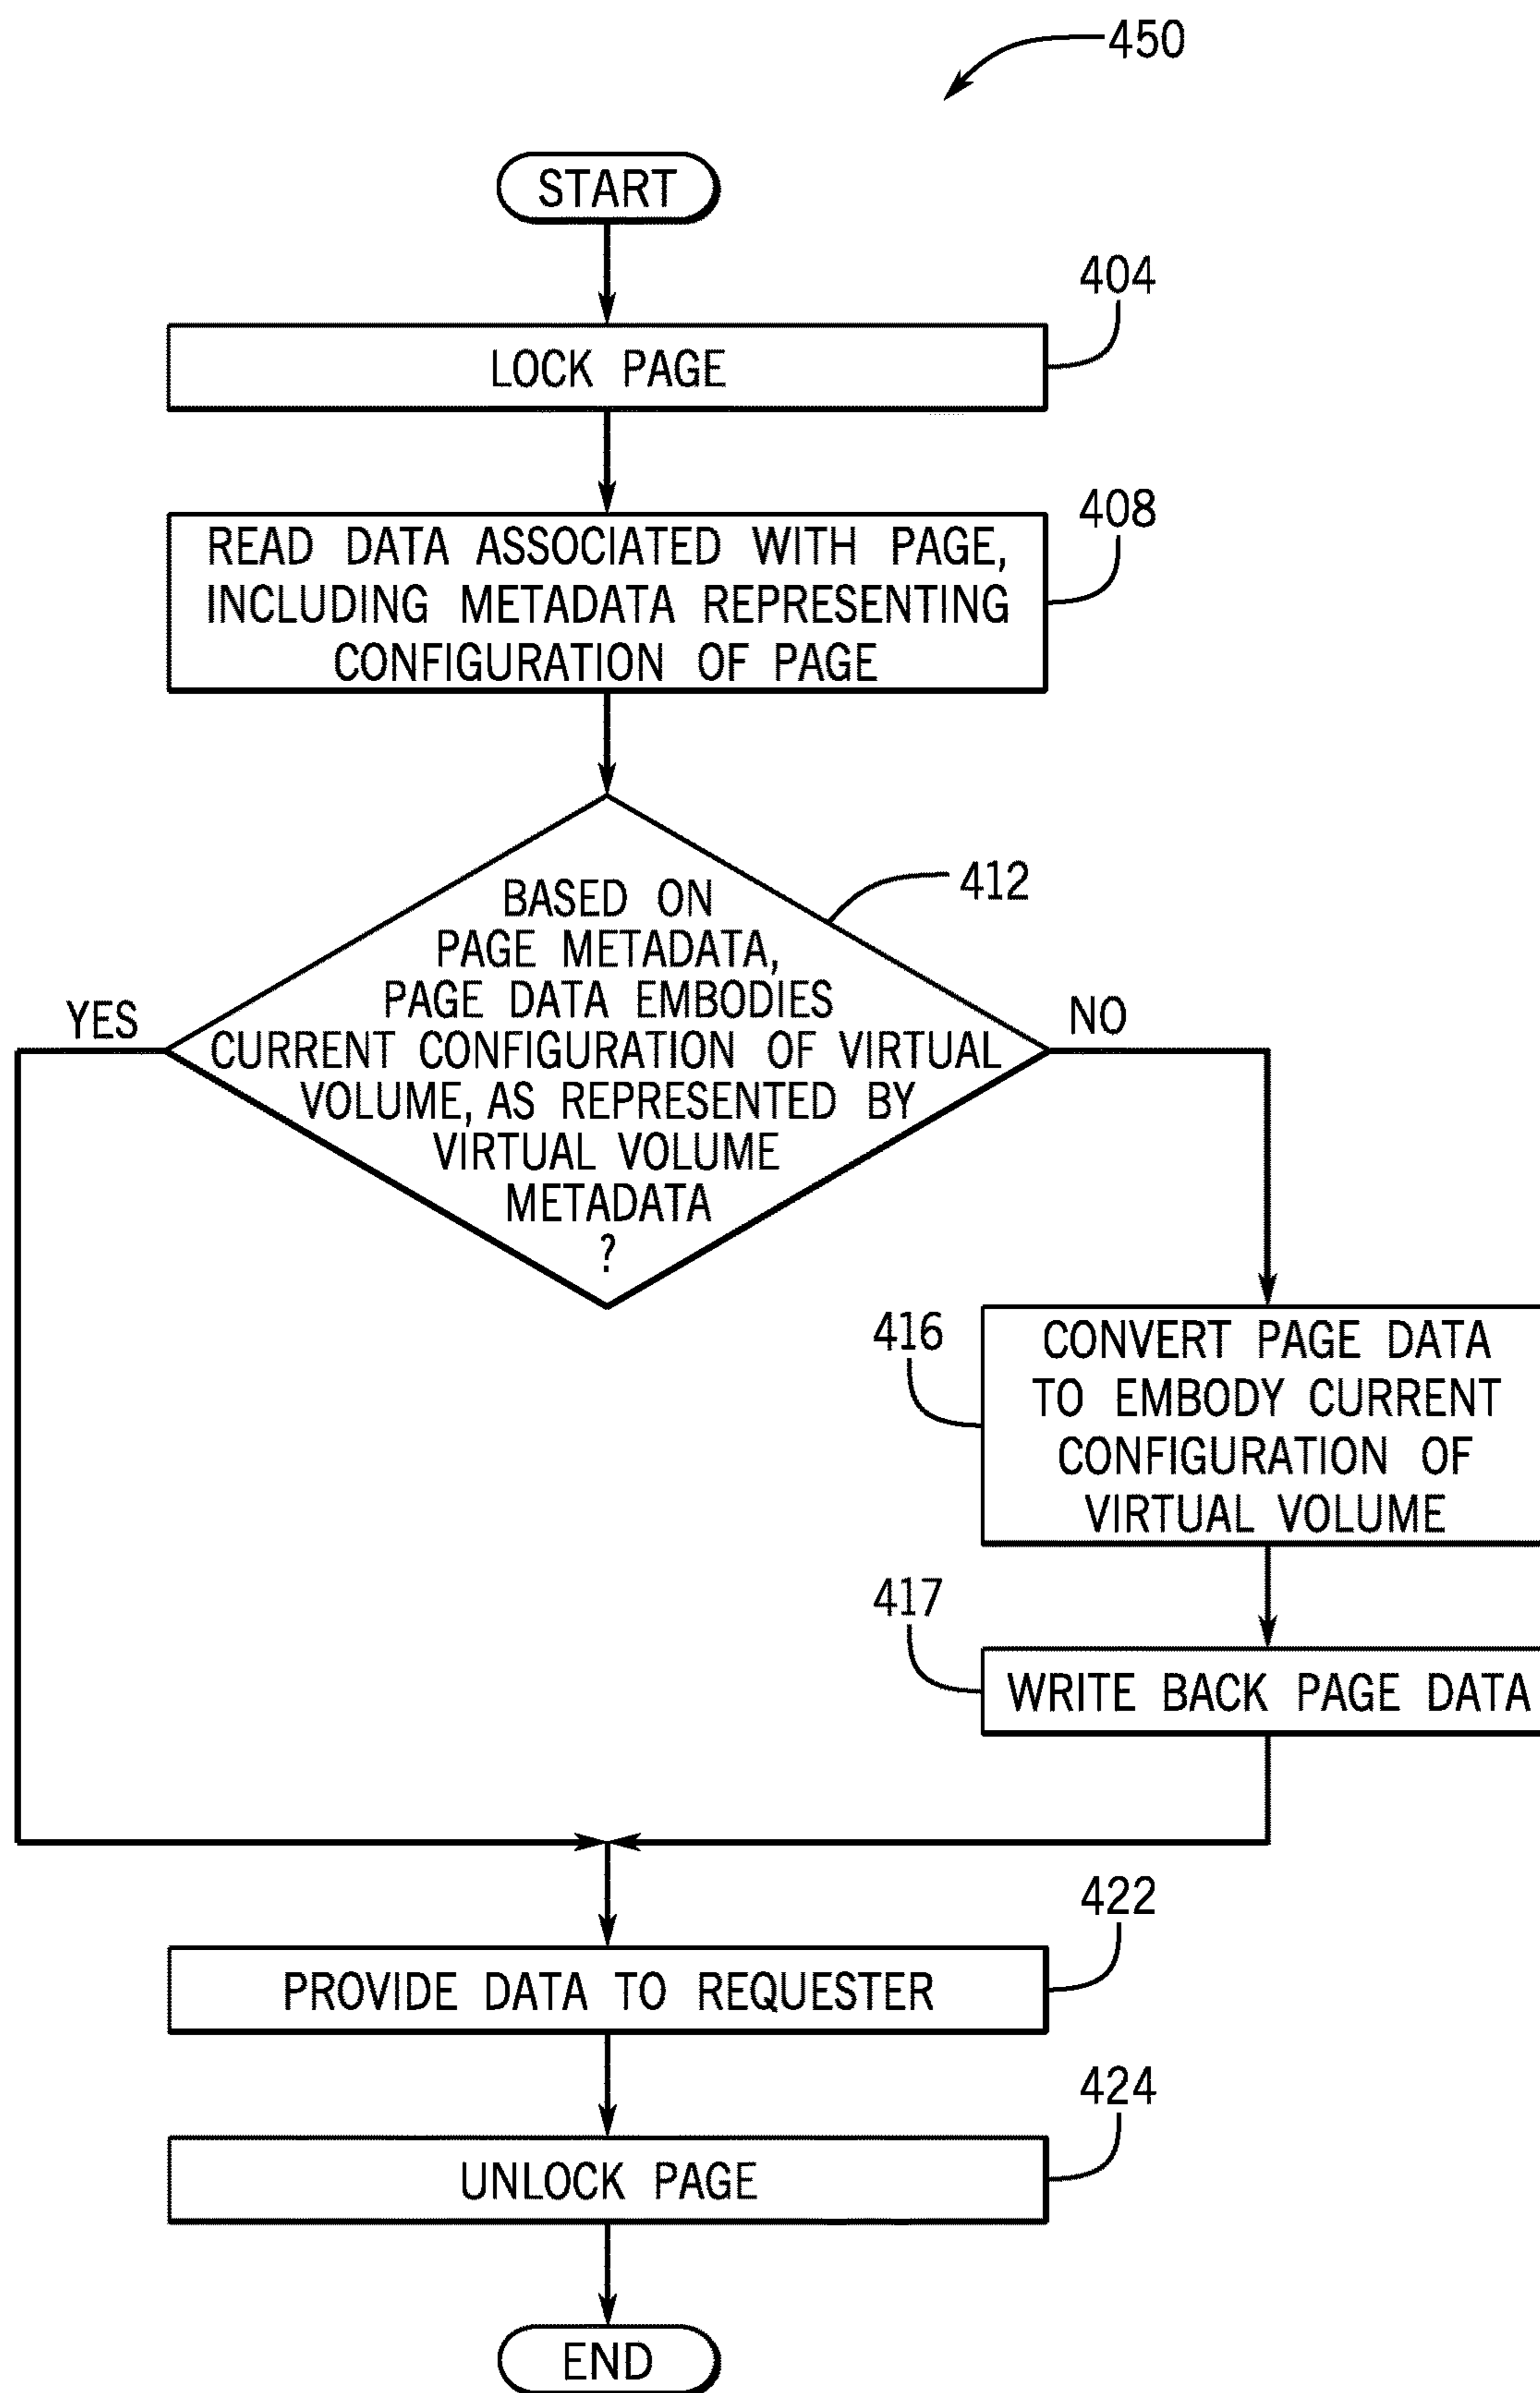 450
START
404
LOCK PAGE
408
READ DATA ASSOCIATED WITH PAGE,
INCLUDING METADATA REPRESENTING
CONFIGURATION OF PAGE
412
BASED ON
PAGE METADATA,
PAGE DATA EMBODIES
CURRENT CONFIGURATION OF VIRTUAL
VOLUME, AS REPRESENTED BY
VIRTUAL VOLUME
METADATA
?
YES
NO
416
CONVERT PAGE DATA
TO EMBODY CURRENT
CONFIGURATION OF
VIRTUAL VOLUME
417
WRITE BACK PAGE DATA
422
PROVIDE DATA TO REQUESTER
424
UNLOCK PAGE
END